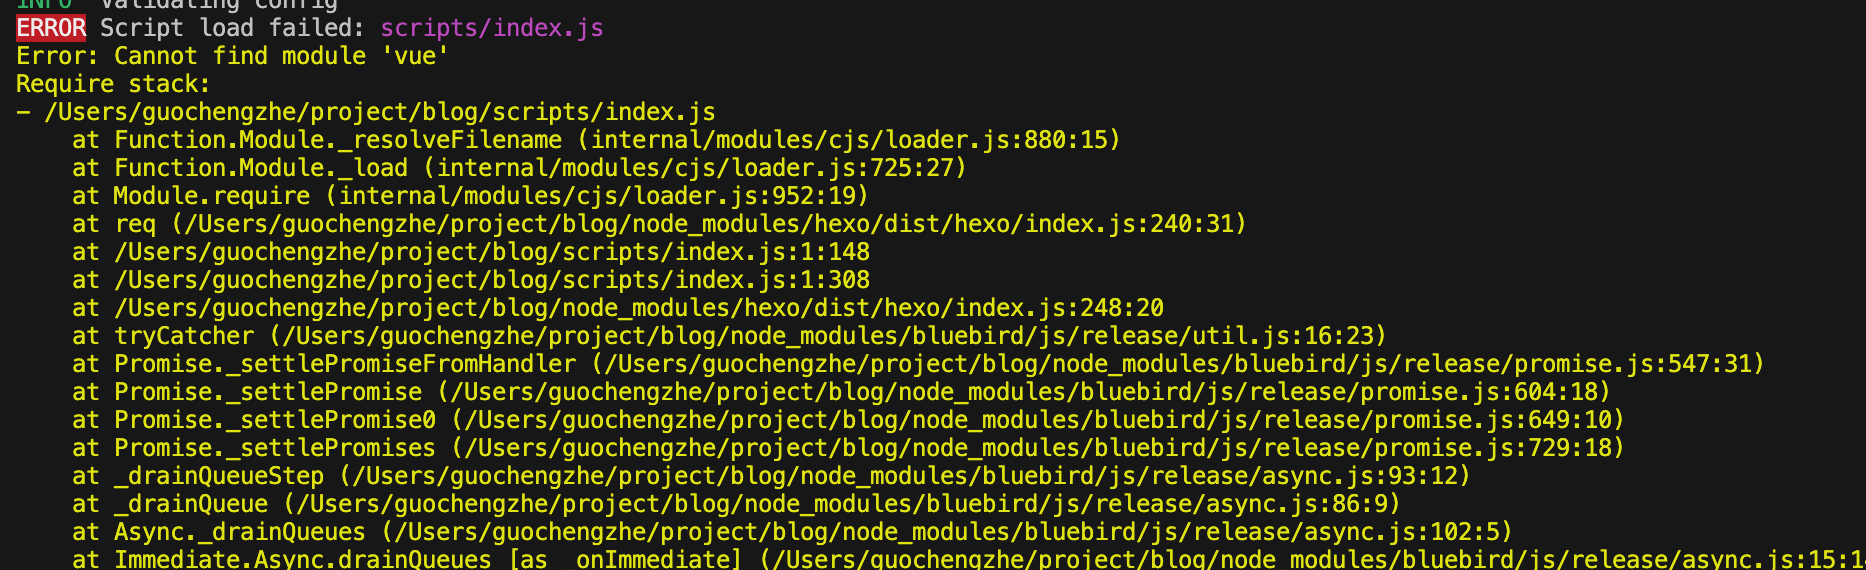 INFO  Validating config
ERROR Script load failed: scripts/index.js
Error: Cannot find module 'vue'
Require stack:
- /Users/guochengzhe/project/blog/scripts/index.js
    at Function.Module._resolveFilename (internal/modules/cjs/loader.js:880:15)
    at Function.Module._load (internal/modules/cjs/loader.js:725:27)
    at Module.require (internal/modules/cjs/loader.js:952:19)
    at req (/Users/guochengzhe/project/blog/node_modules/hexo/dist/hexo/index.js:240:31)
    at /Users/guochengzhe/project/blog/scripts/index.js:1:148
    at /Users/guochengzhe/project/blog/scripts/index.js:1:308
    at /Users/guochengzhe/project/blog/node_modules/hexo/dist/hexo/index.js:248:20
    at tryCatcher (/Users/guochengzhe/project/blog/node_modules/bluebird/js/release/util.js:16:23)
    at Promise._settlePromiseFromHandler (/Users/guochengzhe/project/blog/node_modules/bluebird/js/release/promise.js:547:31)
    at Promise._settlePromise (/Users/guochengzhe/project/blog/node_modules/bluebird/js/release/promise.js:604:18)
    at Promise._settlePromise0 (/Users/guochengzhe/project/blog/node_modules/bluebird/js/release/promise.js:649:10)
    at Promise._settlePromises (/Users/guochengzhe/project/blog/node_modules/bluebird/js/release/promise.js:729:18)
    at _drainQueueStep (/Users/guochengzhe/project/blog/node_modules/bluebird/js/release/async.js:93:12)
    at _drainQueue (/Users/guochengzhe/project/blog/node_modules/bluebird/js/release/async.js:86:9)
    at Async._drainQueues (/Users/guochengzhe/project/blog/node_modules/bluebird/js/release/async.js:102:5)
    at Immediate.Async.drainQueues [as _onImmediate] (/Users/guochengzhe/project/blog/node_modules/bluebird/js/release/async.js:15:1